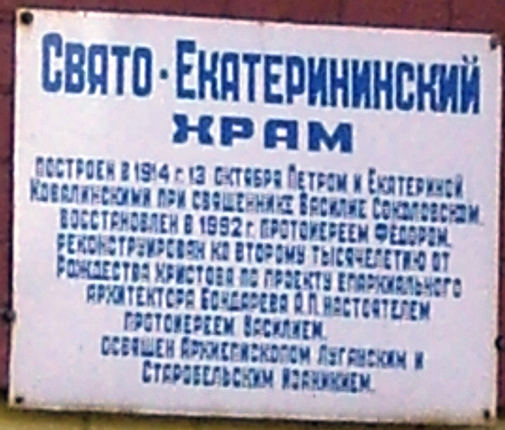 Свято-Екатерининский
храм
построен в 1914 г. 13 октября Петром и Екатериной
Ковалинскими при священнике Василие Соколовском.
Восстановлен в 1992 г. протоиереем Фёдором.
Реконструирован ко второму тысячелетию от
Рождества Христова по проекту епархиального
архитектора Бондарева А.П. настоятелем
протоиереем Василием.
Освящен Архиепископом Луганским и
Старобельским Иоаникием.